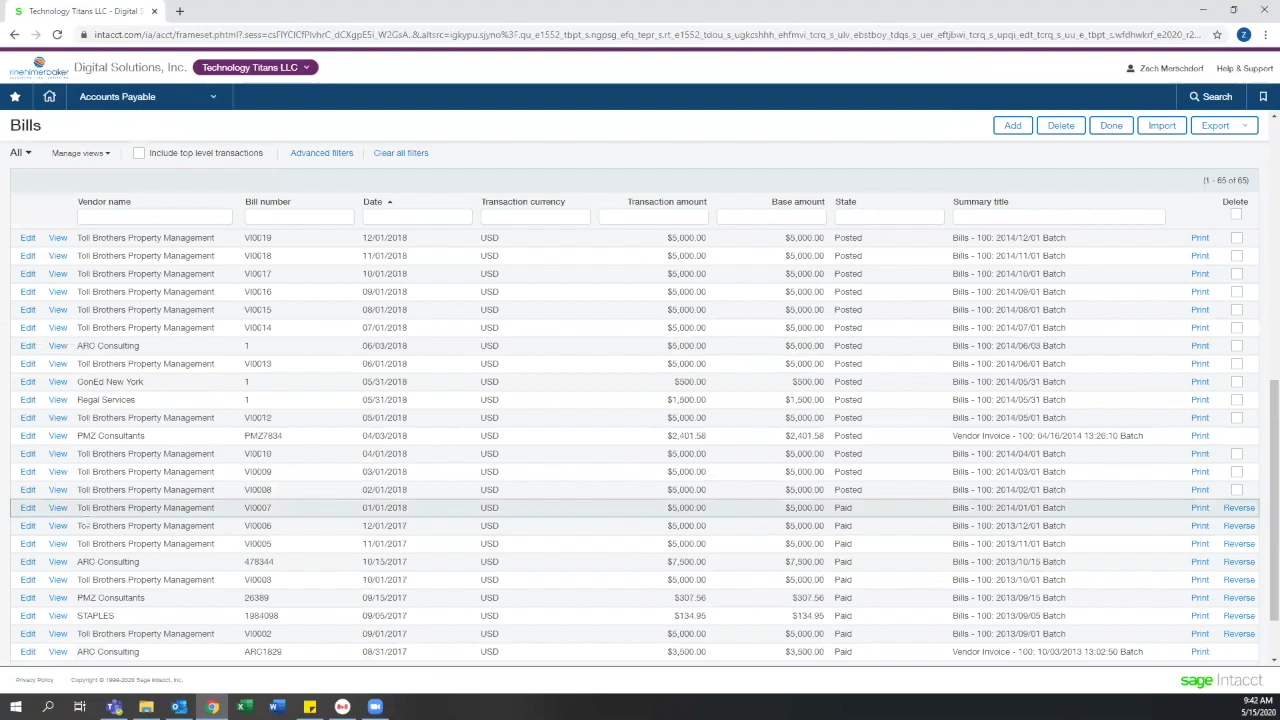 Technology Titans LLC - Accoun
Digital Solutions, Inc. Technology Titans LLC
Zach Merschdorf Help & Support
Accounts Payable Search
Bills Add Delete Done Import Export
All Manage views Include top level transactions Advanced filters Clear all filters
(1 - 65 of 65)
Vendor name Bill number Date Transaction currency Transaction amount Base amount State Summary title Delete
Edit View Toll Brothers Property Management VI0019 12/01/2018 USD $5,000.00 $5,000.00 Posted Bills - 100: 2014/12/01 Batch Print
Edit View Toll Brothers Property Management VI0018 11/01/2018 USD $5,000.00 $5,000.00 Posted Bills - 100: 2014/11/01 Batch Print
Edit View Toll Brothers Property Management VI0017 10/01/2018 USD $5,000.00 $5,000.00 Posted Bills - 100: 2014/10/01 Batch Print
Edit View Toll Brothers Property Management VI0016 09/01/2018 USD $5,000.00 $5,000.00 Posted Bills - 100: 2014/09/01 Batch Print
Edit View Toll Brothers Property Management VI0015 08/01/2018 USD $5,000.00 $5,000.00 Posted Bills - 100: 2014/08/01 Batch Print
Edit View Toll Brothers Property Management VI0014 07/01/2018 USD $5,000.00 $5,000.00 Posted Bills - 100: 2014/07/01 Batch Print
Edit View ARC Consulting 1 06/03/2018 USD $5,000.00 $5,000.00 Posted Bills - 100: 2014/06/03 Batch Print
Edit View Toll Brothers Property Management VI0013 06/01/2018 USD $5,000.00 $5,000.00 Posted Bills - 100: 2014/06/01 Batch Print
Edit View ConEd New York 1 05/31/2018 USD $500.00 $500.00 Posted Bills - 100: 2014/05/31 Batch Print
Edit View Regal Services 1 05/31/2018 USD $1,500.00 $1,500.00 Posted Bills - 100: 2014/05/31 Batch Print
Edit View Toll Brothers Property Management VI0012 05/01/2018 USD $5,000.00 $5,000.00 Posted Bills - 100: 2014/05/01 Batch Print
Edit View PMZ Consultants PMZ7834 04/03/2018 USD $2,401.58 $2,401.58 Posted Vendor Invoice - 100: 04/16/2014 13:26:10 Batch Print
Edit View Toll Brothers Property Management VI0010 04/01/2018 USD $5,000.00 $5,000.00 Posted Bills - 100: 2014/04/01 Batch Print
Edit View Toll Brothers Property Management VI0009 03/01/2018 USD $5,000.00 $5,000.00 Posted Bills - 100: 2014/03/01 Batch Print
Edit View Toll Brothers Property Management VI0008 02/01/2018 USD $5,000.00 $5,000.00 Posted Bills - 100: 2014/02/01 Batch Print
Edit View Toll Brothers Property Management VI0007 01/01/2018 USD $5,000.00 $5,000.00 Paid Bills - 100: 2014/01/01 Batch Print Reverse
Edit View Toll Brothers Property Management VI0006 12/01/2017 USD $5,000.00 $5,000.00 Paid Bills - 100: 2013/12/01 Batch Print Reverse
Edit View Toll Brothers Property Management VI0005 11/01/2017 USD $5,000.00 $5,000.00 Paid Bills - 100: 2013/11/01 Batch Print Reverse
Edit View ARC Consulting 478344 10/15/2017 USD $7,500.00 $7,500.00 Paid Bills - 100: 2013/10/15 Batch Print Reverse
Edit View Toll Brothers Property Management VI0003 10/01/2017 USD $5,000.00 $5,000.00 Paid Bills - 100: 2013/10/01 Batch Print Reverse
Edit View PMZ Consultants 26389 09/15/2017 USD $307.56 $307.56 Paid Bills - 100: 2013/09/15 Batch Print Reverse
Edit View STAPLES 1984098 09/05/2017 USD $134.95 $134.95 Paid Bills - 100: 2013/09/05 Batch Print Reverse
Edit View Toll Brothers Property Management VI0002 09/01/2017 USD $5,000.00 $5,000.00 Paid Bills - 100: 2013/09/01 Batch Print Reverse
Edit View ARC Consulting ARC1829 08/31/2017 USD $3,500.00 $3,500.00 Paid Vendor Invoice - 100: 10/03/2013 13:02:50 Batch Print
Privacy Policy Copyright © 1999-2020 Sage Intacct, Inc. sage Intacct
9:42 AM
5/15/2020